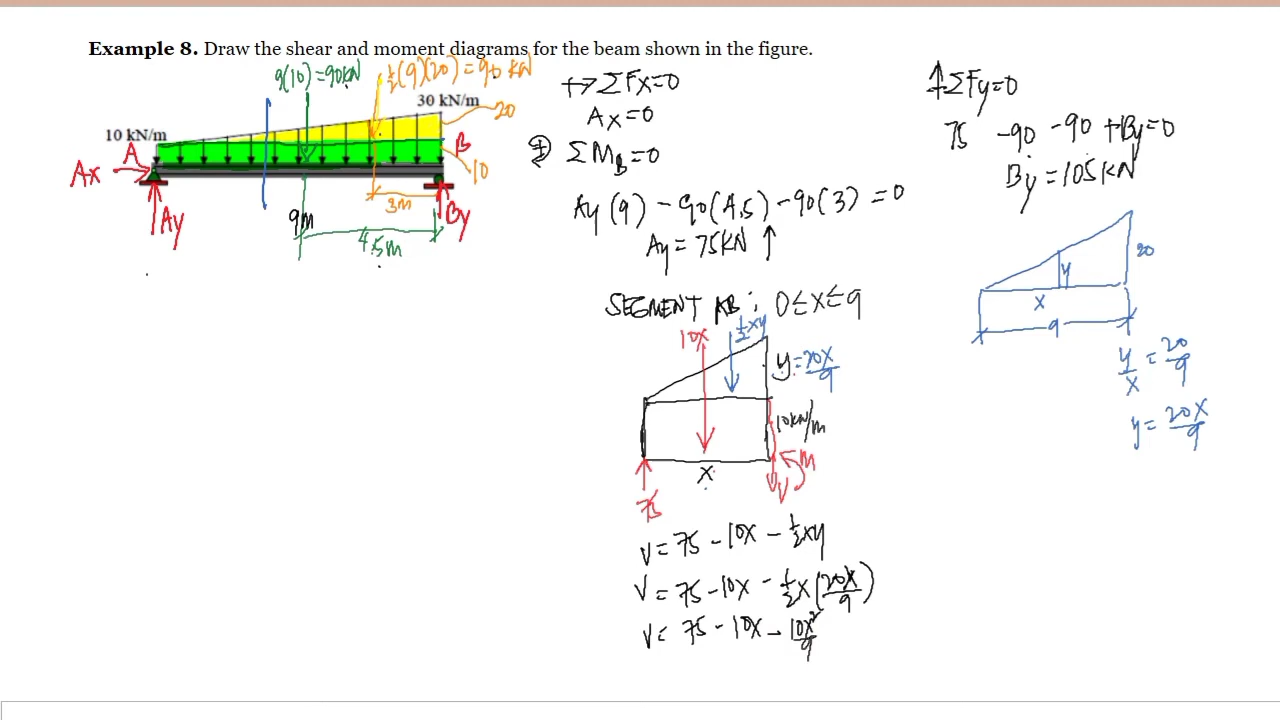 Example 8. Draw the shear and moment diagrams for the beam shown in the figure.
9(10)=90kN
½(9)(20)=90 kN
30 kN/m
20
10 kN/m
A
B
Ax
10
3m
Ay
9m
By
4.5m
+→ ΣFx=0
Ax=0
ΣM_B=0
Ay(9) - 90(4.5) - 90(3) = 0
Ay = 75kN ↑
+↑ΣFy=0
75 -90 -90 +By=0
By = 105 kN
y
20
x
9
y/x = 20/9
y = 20x/9
SEGMENT AB: 0≤x≤9
10x
½xy
y = 20x/9
10kN/m
M
x
V
75
V = 75 - 10x - ½xy
V = 75 - 10x - ½x(20x/9)
V = 75 - 10x - 10x²/9